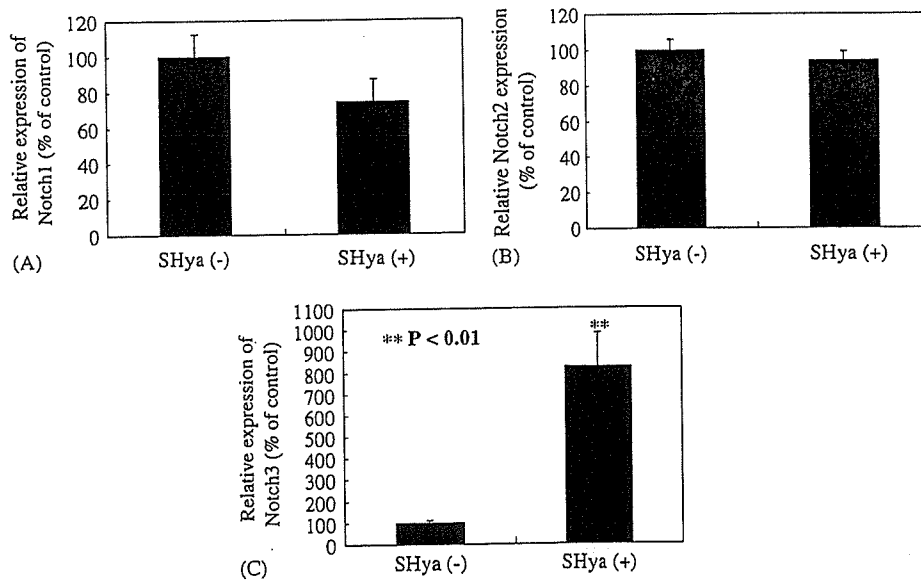 Relative expression of
Notch1 (% of control)
120
100
80
60
40
20
0
SHya (-)
SHya (+)
(A)
Relative Notch2 expression
(% of control)
120
100
80
60
40
20
0
SHya (-)
SHya (+)
(B)
Relative expression of
Notch3 (% of control)
1100
1000
900
800
700
600
500
400
300
200
100
0
** P < 0.01
**
SHya (-)
SHya (+)
(C)